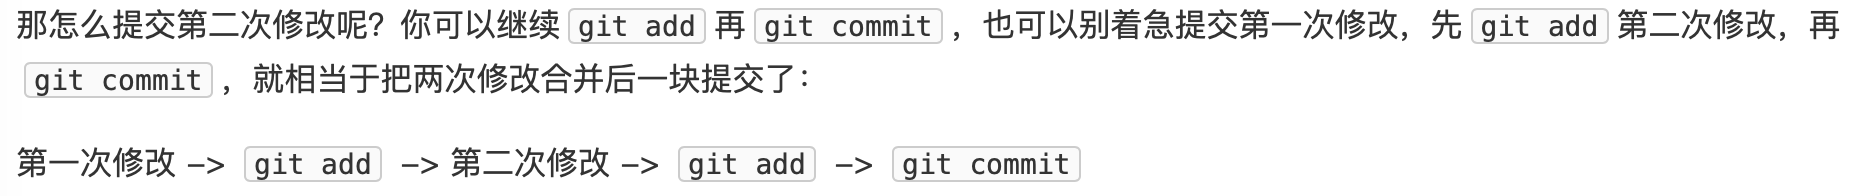 那怎么提交第二次修改呢？你可以继续 git add 再 git commit ，也可以别着急提交第一次修改，先 git add 第二次修改，再
git commit ，就相当于把两次修改合并后一块提交了：
第一次修改 -> git add -> 第二次修改 -> git add -> git commit